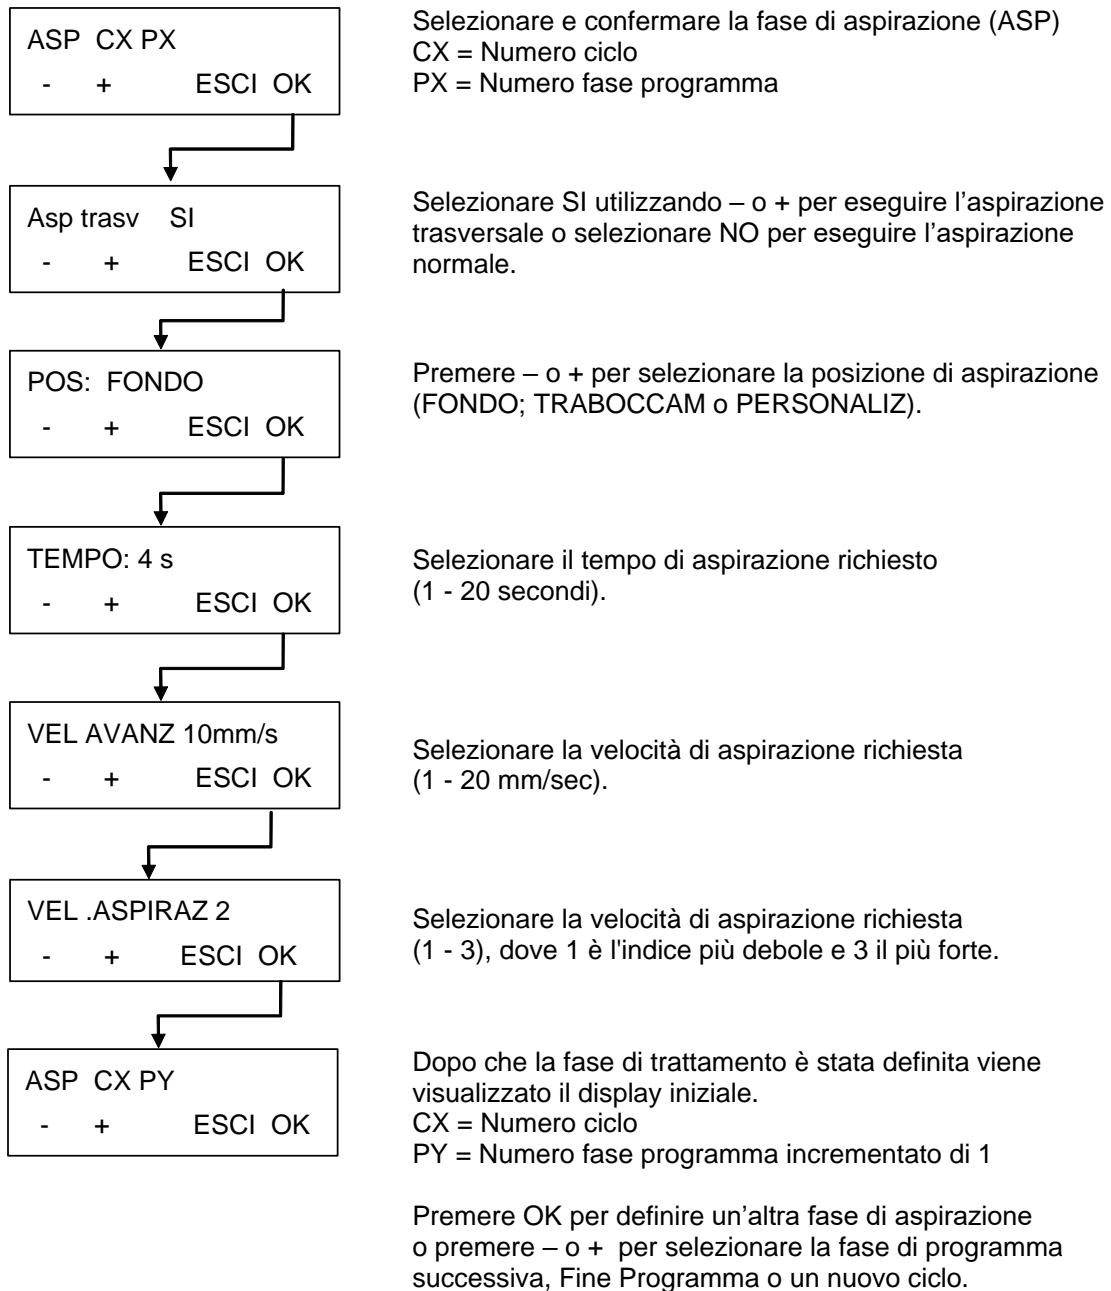 ASP CX PX
- + ESCI OK
Selezionare e confermare la fase di aspirazione (ASP)
CX = Numero ciclo
PX = Numero fase programma
Asp trasv SI
- + ESCI OK
Selezionare SI utilizzando – o + per eseguire l’aspirazione
trasversale o selezionare NO per eseguire l’aspirazione
normale.
POS: FONDO
- + ESCI OK
Premere – o + per selezionare la posizione di aspirazione
(FONDO; TRABOCCAM o PERSONALIZ).
TEMPO: 4 s
- + ESCI OK
Selezionare il tempo di aspirazione richiesto
(1 - 20 secondi).
VEL AVANZ 10mm/s
- + ESCI OK
Selezionare la velocità di aspirazione richiesta
(1 - 20 mm/sec).
VEL .ASPIRAZ 2
- + ESCI OK
Selezionare la velocità di aspirazione richiesta
(1 - 3), dove 1 è l'indice più debole e 3 il più forte.
ASP CX PY
- + ESCI OK
Dopo che la fase di trattamento è stata definita viene
visualizzato il display iniziale.
CX = Numero ciclo
PY = Numero fase programma incrementato di 1
Premere OK per definire un’altra fase di aspirazione
o premere – o + per selezionare la fase di programma
successiva, Fine Programma o un nuovo ciclo.